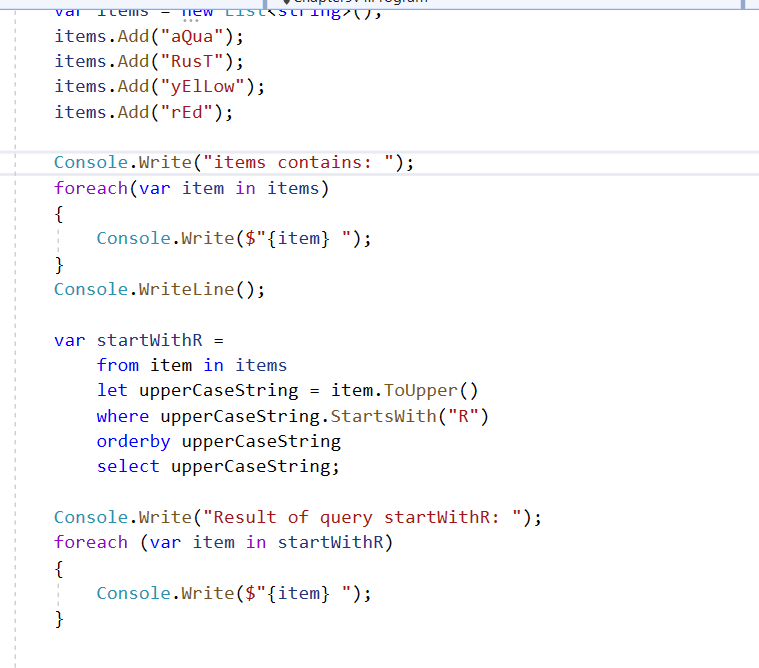 var items = new List<string>();
items.Add("aQua");
items.Add("RusT");
items.Add("yElLow");
items.Add("rEd");
Console.Write("items contains: ");
foreach(var item in items)
{
Console.Write($"{item} ");
}
Console.WriteLine();
var startWithR =
from item in items
let upperCaseString = item.ToUpper()
where upperCaseString.StartsWith("R")
orderby upperCaseString
select upperCaseString;
Console.Write("Result of query startWithR: ");
foreach (var item in startWithR)
{
Console.Write($"{item} ");
}